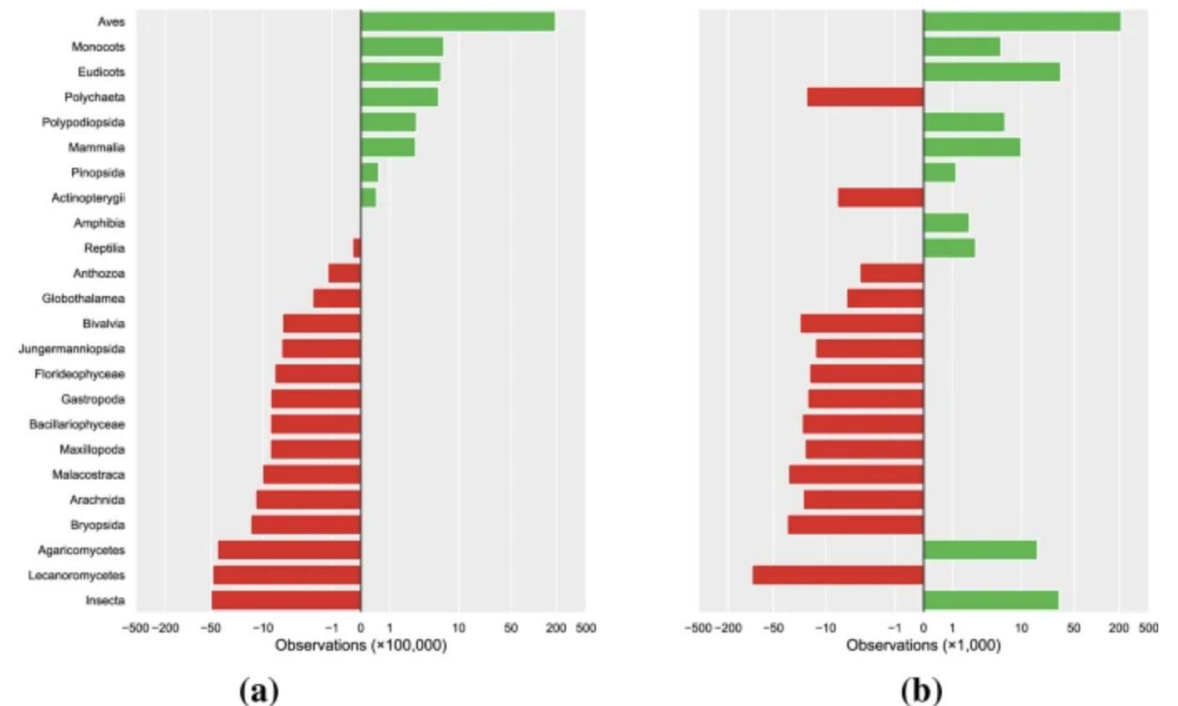 Aves
Monocots
Eudicots
Polychaeta
Polypodiopsida
Mammalia
Pinopsida
Actinopterygii
Amphibia
Reptilia
Anthozoa
Globothalamea
Bivalvia
Jungermanniopsida
Florideophyceae
Gastropoda
Bacillariophyceae
Maxillopoda
Malacostraca
Arachnida
Bryopsida
Agaricomycetes
Lecanoromycetes
Insecta
−500 −200 −50 −10 −1 0 1 10 50 200 500
Observations (×100,000)
(a)
−500 −200 −50 −10 −1 0 1 10 50 200 500
Observations (×1,000)
(b)